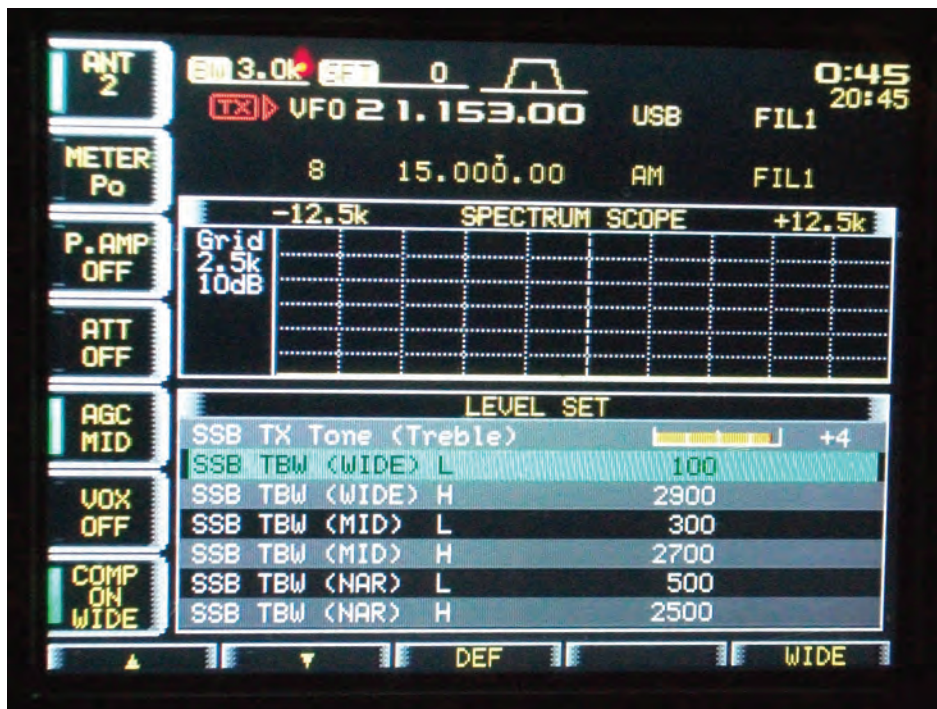 ANT
2
BW 3.0k SFT 0
0:45
20:45
TX VFO 21.153.00 USB FIL1
METER
Po
8 15.000.00 AM FIL1
P.AMP
OFF
-12.5k SPECTRUM SCOPE +12.5k
Grid
2.5k
10dB
ATT
OFF
AGC
MID
LEVEL SET
SSB TX Tone (Treble) +4
SSB TBW (WIDE) L 100
SSB TBW (WIDE) H 2900
SSB TBW (MID) L 300
SSB TBW (MID) H 2700
SSB TBW (NAR) L 500
SSB TBW (NAR) H 2500
VOX
OFF
COMP
ON
WIDE
DEF WIDE